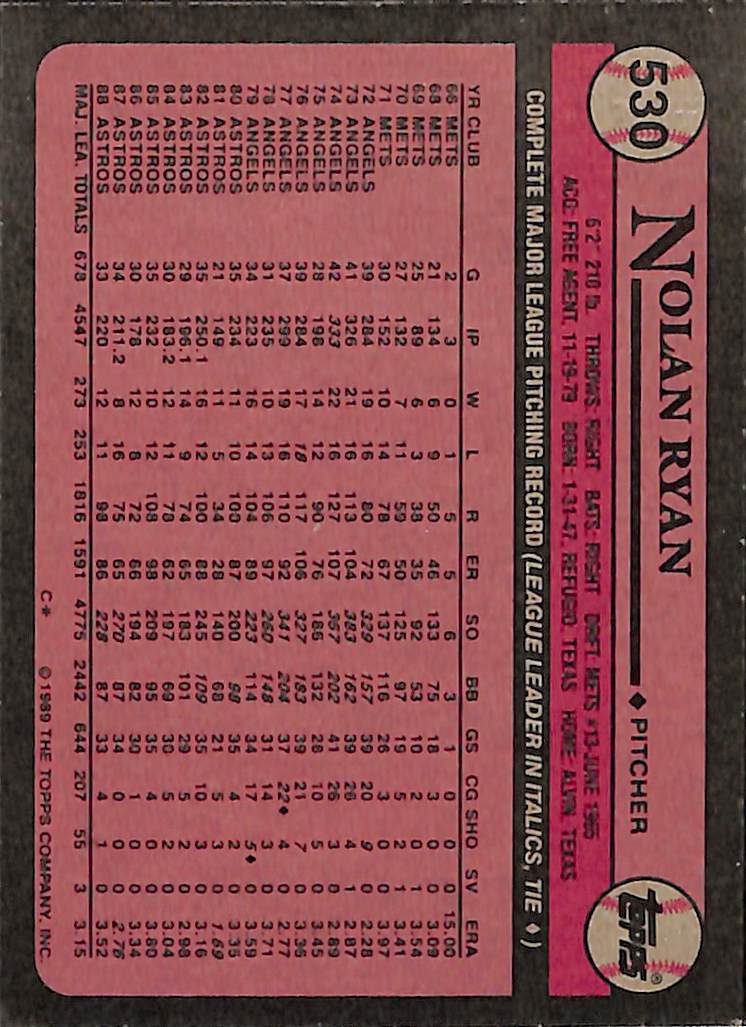 530
NOLAN RYAN ♦ PITCHER
TOPPS®
6'2" 210 lb. THROWS: RIGHT BATS: RIGHT DRAFT: METS #13-JUNE 1965
ACQ: FREE AGENT, 11-19-79 BORN: 1-31-47, REFUGIO, TEXAS HOME: ALVIN, TEXAS
COMPLETE MAJOR LEAGUE PITCHING RECORD (LEAGUE LEADER IN ITALICS, TIE ♦)
YR CLUB G IP W L R ER SO BB GS CG SHO SV ERA
66 METS 2 3 0 1 5 5 6 3 1 0 0 0 15.00
68 METS 21 134 6 9 50 46 133 75 18 3 0 0 3.09
69 METS 25 89 6 3 38 35 92 53 10 2 0 1 3.54
70 METS 27 132 7 11 59 50 125 97 19 5 2 1 3.41
71 METS 30 152 10 14 78 67 137 116 26 3 0 0 3.97
72 ANGELS 39 284 19 16 80 72 329 157 39 20 9 0 2.28
73 ANGELS 41 326 21 16 113 104 383 162 39 26 4 1 2.87
74 ANGELS 42 333 22 16 127 107 367 202 41 26 3 0 2.89
75 ANGELS 28 198 14 12 90 76 186 132 28 10 5 0 3.45
76 ANGELS 39 284 17 18 117 106 327 183 39 21 7 0 3.36
77 ANGELS 37 299 19 16 110 92 341 204 37 22♦ 4 0 2.77
78 ANGELS 31 235 10 13 106 97 260 148 31 14 3 0 3.71
79 ANGELS 34 223 16 14 104 89 223 114 34 17 5♦ 0 3.59
80 ASTROS 35 234 11 10 100 87 200 98 35 4 2 0 3.35
81 ASTROS 21 149 11 5 34 28 140 68 21 5 3 0 1.69
82 ASTROS 35 250.1 16 12 100 88 245 109 35 10 3 0 3.16
83 ASTROS 29 196.1 14 9 74 65 183 101 29 5 2 0 2.98
84 ASTROS 30 183.2 12 11 78 62 197 69 30 5 2 0 3.04
85 ASTROS 35 232 10 12 108 98 209 95 35 4 0 0 3.80
86 ASTROS 30 178 12 8 72 66 194 82 30 1 0 0 3.34
87 ASTROS 34 211.2 8 16 75 65 270 87 34 0 0 0 2.76
88 ASTROS 33 220 12 11 98 86 228 87 33 4 1 0 3.52
MAJ. LEA. TOTALS 678 4547 273 253 1816 1591 4775 2442 644 207 55 3 3.15
C* ©1989 THE TOPPS COMPANY, INC.